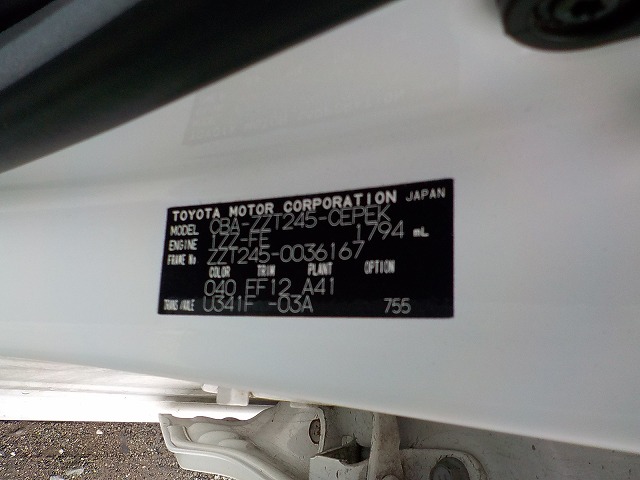 TOYOTA MOTOR CORPORATION JAPAN
MODEL CBA-ZZT245-CEPEK
ENGINE 1ZZ-FE 1794 mL
FRAME No ZZT245-0036167
COLOR TRIM PLANT OPTION
040 FF12 A41
TRANS/AXLE U341F -03A 755